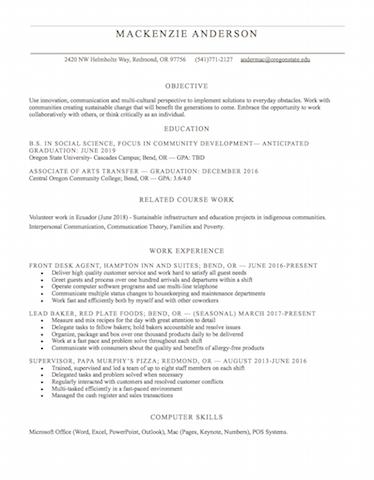 MACKENZIE ANDERSON
2420 NW Helmholtz Way, Redmond, OR 97756 (541)771-2127 andermac@oregonstate.edu
OBJECTIVE
Use innovation, communication and multi-cultural perspective to implement solutions to everyday obstacles. Work with
communities creating sustainable change that will benefit the generations to come. Embrace the opportunity to work
collaboratively with others, to think critically as an individual.
EDUCATION
B.S. IN SOCIAL SCIENCE, FOCUS IN COMMUNITY DEVELOPMENT— ANTICIPATED
GRADUATION: JUNE 2019
Oregon State University- Cascades Campus; Bend, OR — GPA: TBD
ASSOCIATE OF ARTS TRANSFER — GRADUATION: DECEMBER 2016
Central Oregon Community College; Bend, OR — GPA: 3.6/4.0
RELATED COURSE WORK
Volunteer work in Ecuador (June 2018) - Sustainable infrastructure and education projects in indigenous communities.
Interpersonal Communication, Communication Theory, Families and Poverty.
WORK EXPERIENCE
FRONT DESK AGENT, HAMPTON INN AND SUITES; BEND, OR — JUNE 2016-PRESENT
• Deliver high quality customer service and work hard to satisfy all guest needs
• Greet guests and process over one hundred arrivals and departures within a shift
• Operate computer software programs and use multi-line telephone
• Communicate multiple status changes to housekeeping and maintenance departments
• Work fast and efficiently both by myself and with other coworkers
LEAD BAKER, RED PLATE FOODS; BEND, OR — (SEASONAL) MARCH 2017-PRESENT
• Measure and mix recipes for the day with great attention to detail
• Delegate tasks to fellow bakers; hold bakers accountable and resolve issues
• Organize, package and box over one thousand products daily to be delivered
• Work at a fast pace and problem solve throughout each shift
• Communicate with consumers about the quality and benefits of allergy-free products
SUPERVISOR, PAPA MURPHY'S PIZZA; REDMOND, OR — AUGUST 2013-JUNE 2016
• Trained, supervised and led a team of up to eight staff members on each shift
• Delegated tasks and problem solved when necessary
• Regularly interacted with customers and resolved customer conflicts
• Multi-tasked efficiently in a fast-paced environment
• Managed the cash register and sales transactions
COMPUTER SKILLS
Microsoft Office (Word, Excel, PowerPoint, Outlook), Mac (Pages, Keynote, Numbers), POS Systems.